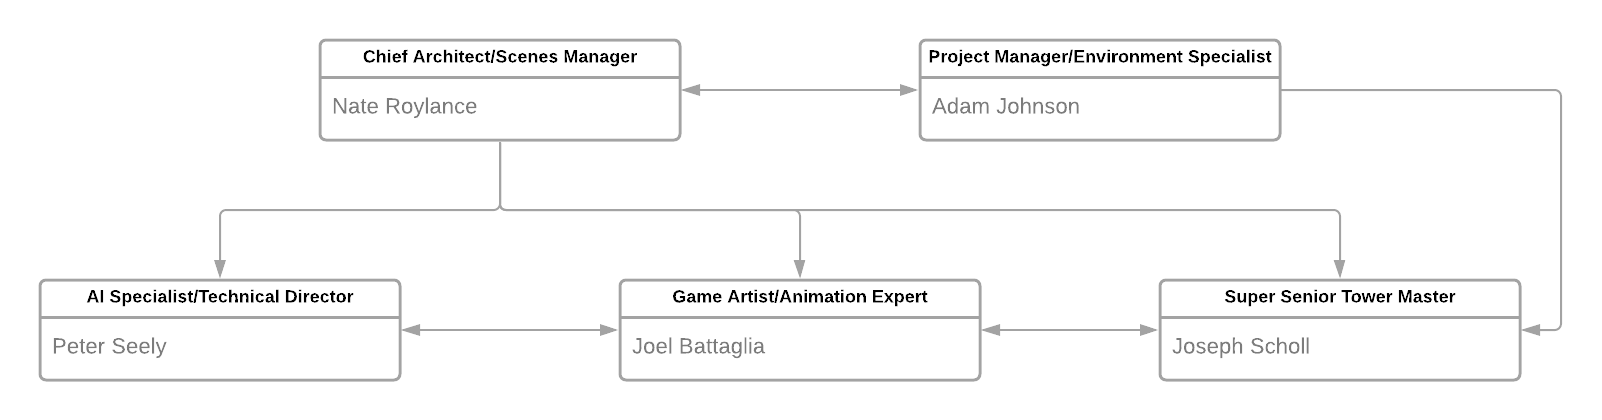 Chief Architect/Scenes Manager
Nate Roylance
Project Manager/Environment Specialist
Adam Johnson
AI Specialist/Technical Director
Peter Seely
Game Artist/Animation Expert
Joel Battaglia
Super Senior Tower Master
Joseph Scholl